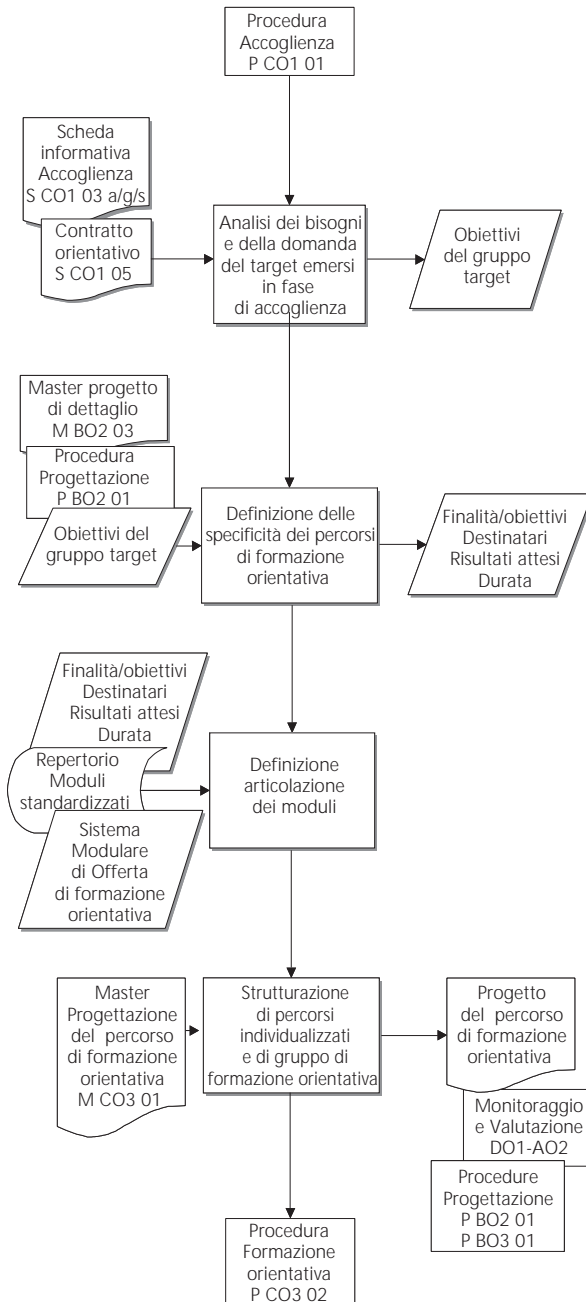 Procedura
Accoglienza
P CO1 01
Scheda
informativa
Accoglienza
S CO1 03 a/g/s
Contratto
orientativo
S CO1 05
Analisi dei bisogni
e della domanda
del target emersi
in fase
di accoglienza
Obiettivi
del gruppo
target
Master progetto
di dettaglio
M BO2 03
Procedura
Progettazione
P BO2 01
Obiettivi del
gruppo target
Definizione delle
specificità dei percorsi
di formazione
orientativa
Finalità/obiettivi
Destinatari
Risultati attesi
Durata
Finalità/obiettivi
Destinatari
Risultati attesi
Durata
Repertorio
Moduli
standardizzati
Sistema
Modulare
di Offerta
di formazione
orientativa
Definizione
articolazione
dei moduli
Master
Progettazione
del percorso
di formazione
orientativa
M CO3 01
Strutturazione
di percorsi
individualizzati
e di gruppo di
formazione orientativa
Progetto
del percorso
di formazione
orientativa
Monitoraggio
e Valutazione
DO1-AO2
Procedure
Progettazione
P BO2 01
P BO3 01
Procedura
Formazione
orientativa
P CO3 02